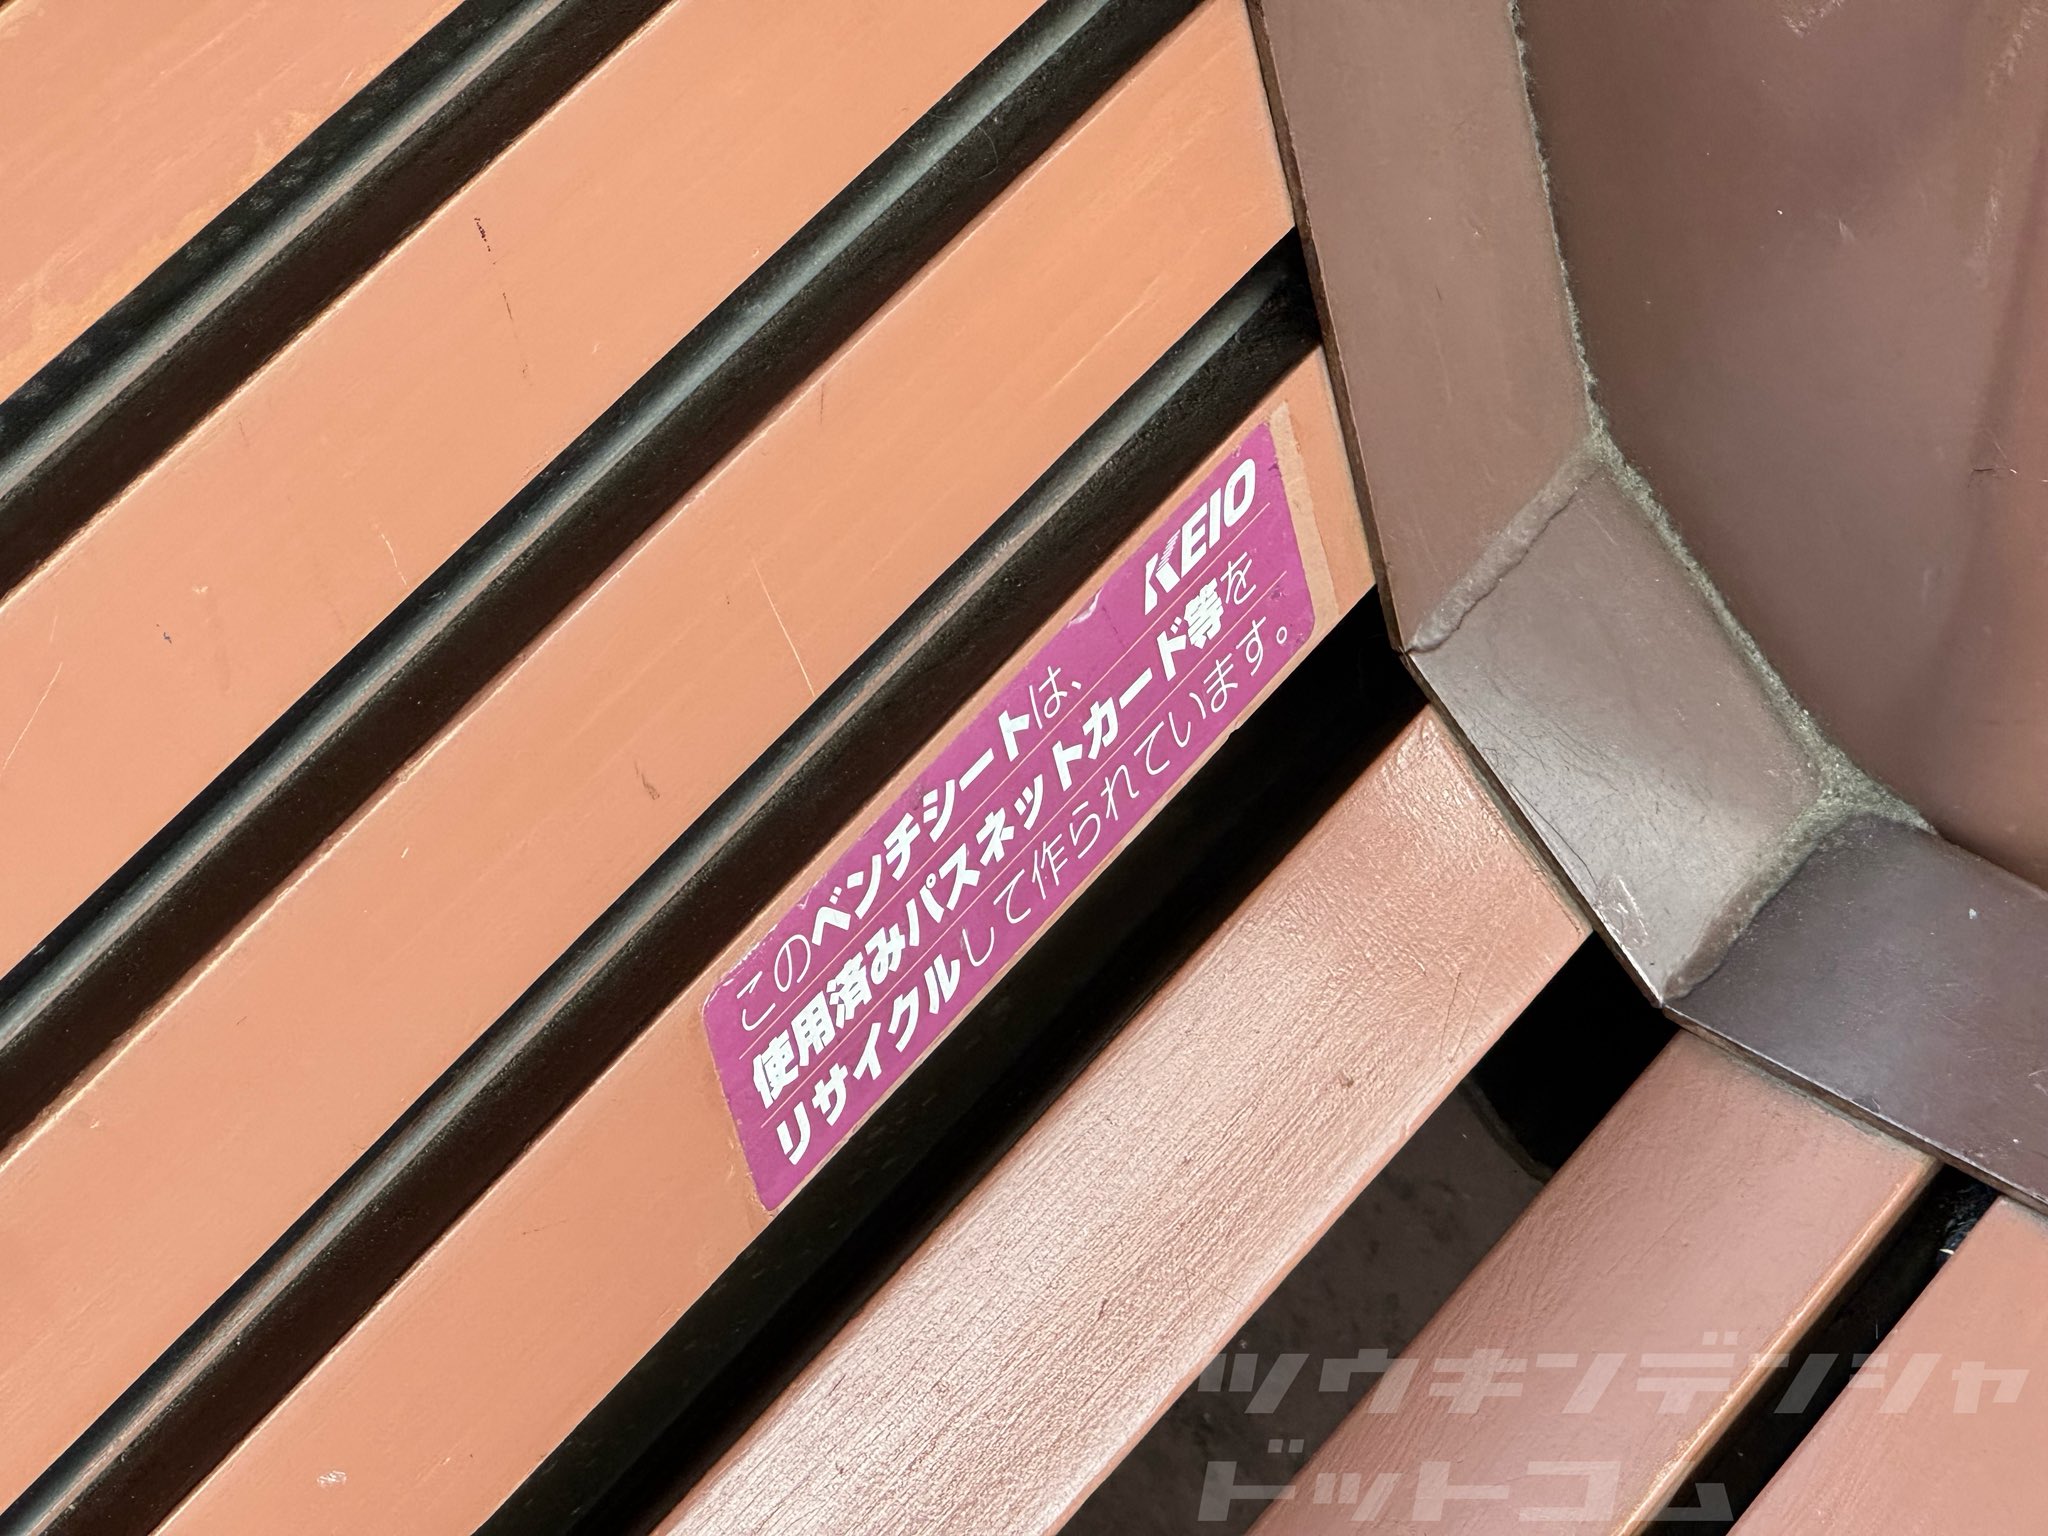 KEIO
このベンチシートは、
使用済みパスネットカード等を
リサイクルして作られています。
ツウキンデンシャ
ドットコム